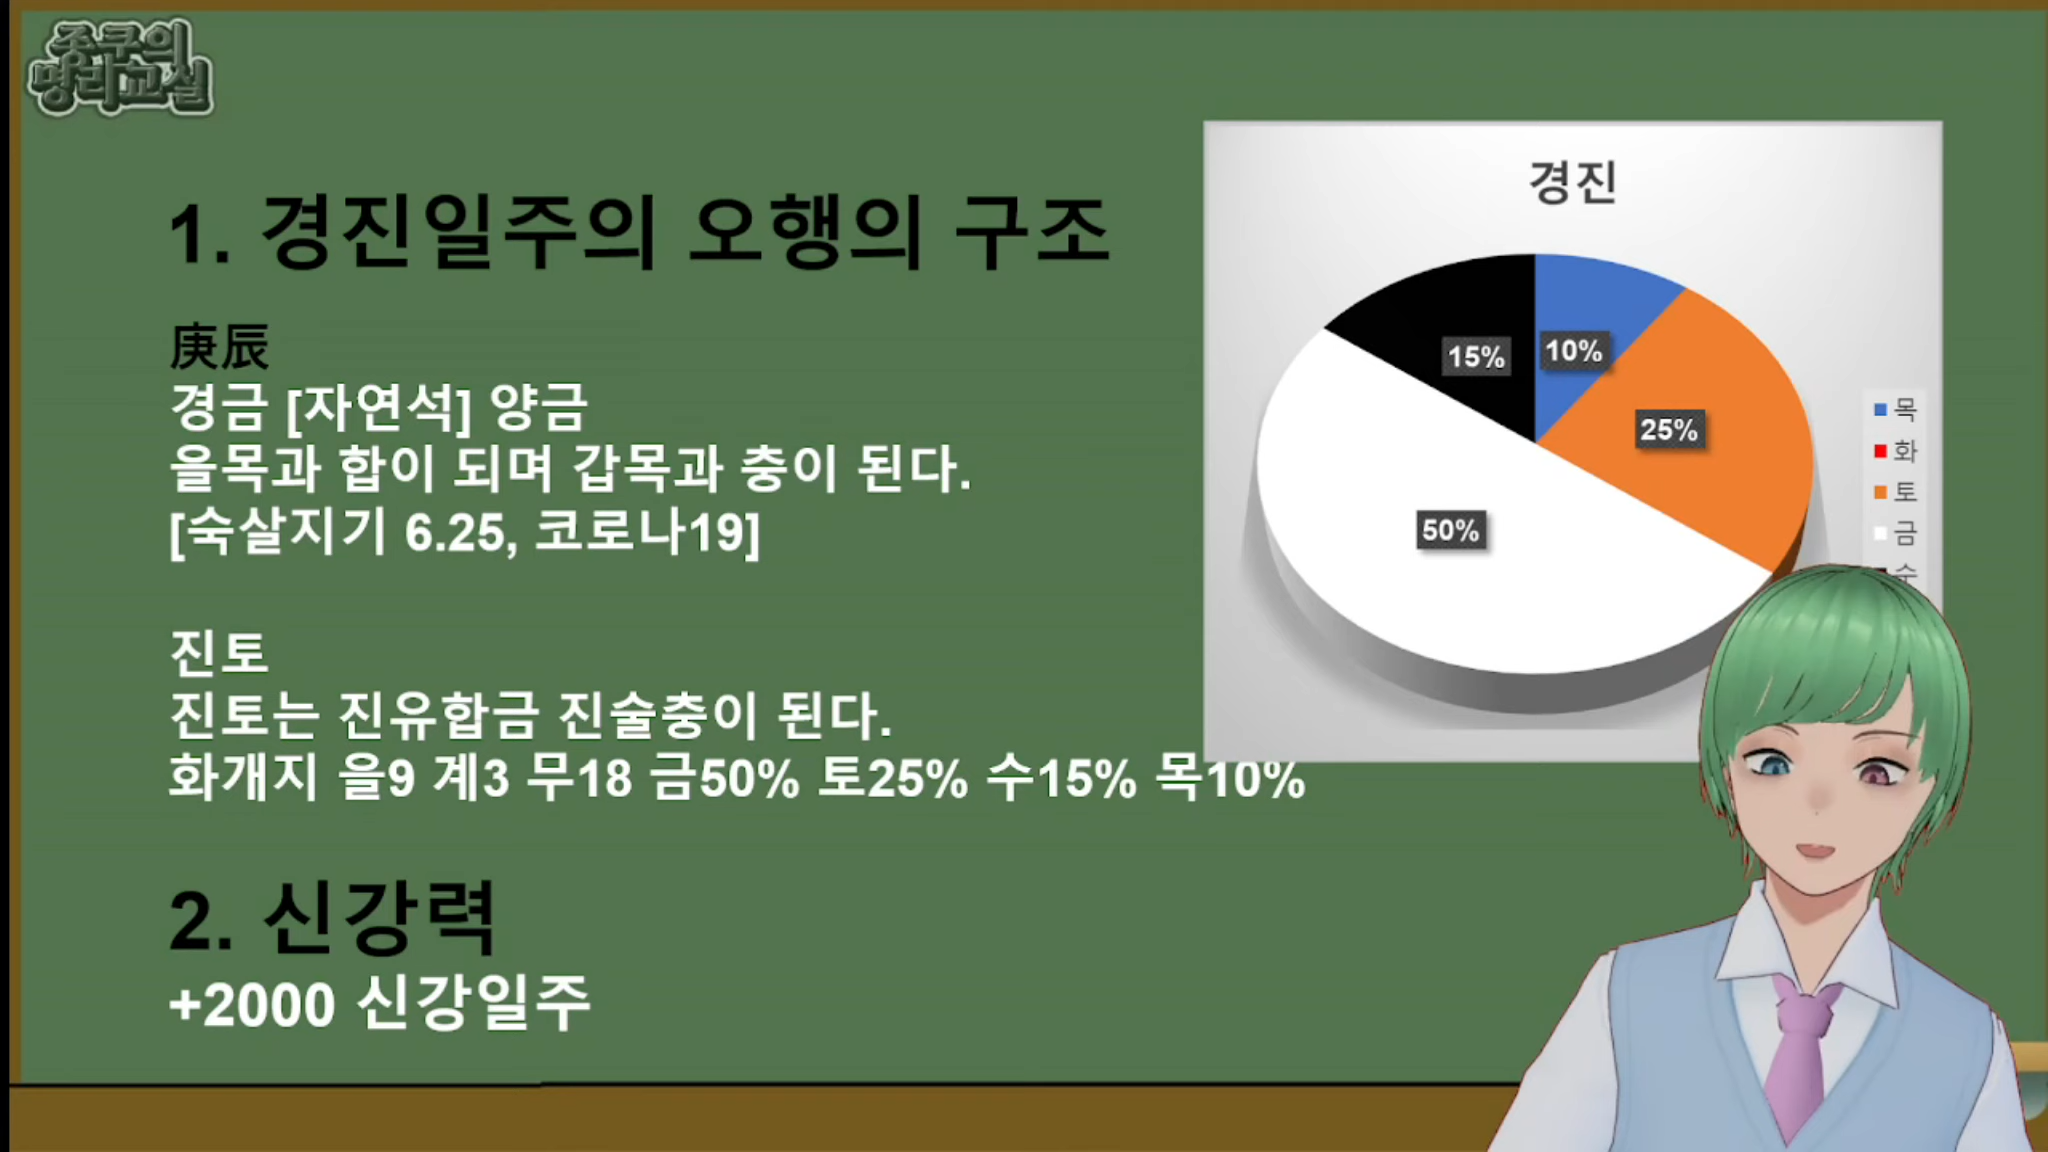 종쿠의
명리교실
1. 경진일주의 오행의 구조
庚辰
경금 [자연석] 양금
을목과 합이 되며 갑목과 충이 된다.
[숙살지기 6.25, 코로나19]
진토
진토는 진유합금 진술충이 된다.
화개지 을9 계3 무18 금50% 토25% 수15% 목10%
2. 신강력
+2000 신강일주
경진
15%
10%
25%
50%
목
화
토
금
수